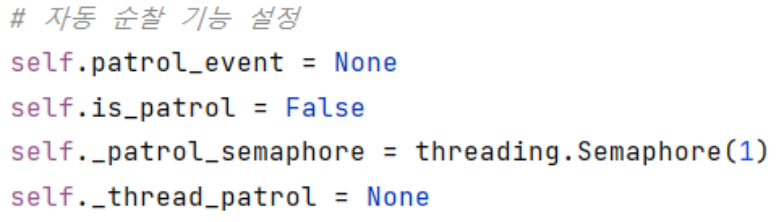 # 자동 순찰 기능 설정
self.patrol_event = None
self.is_patrol = False
self._patrol_semaphore = threading.Semaphore(1)
self._thread_patrol = None